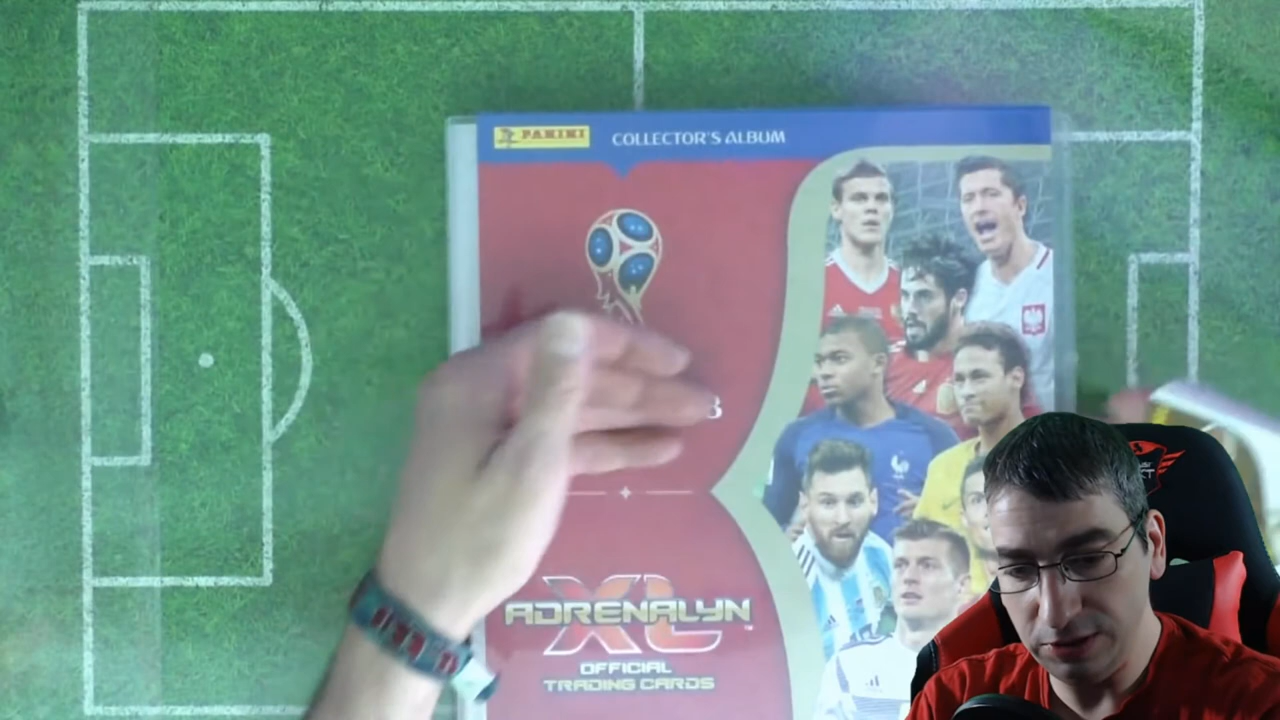 PANINI
COLLECTOR'S ALBUM
ADRENALYN
XL
OFFICIAL
TRADING CARDS